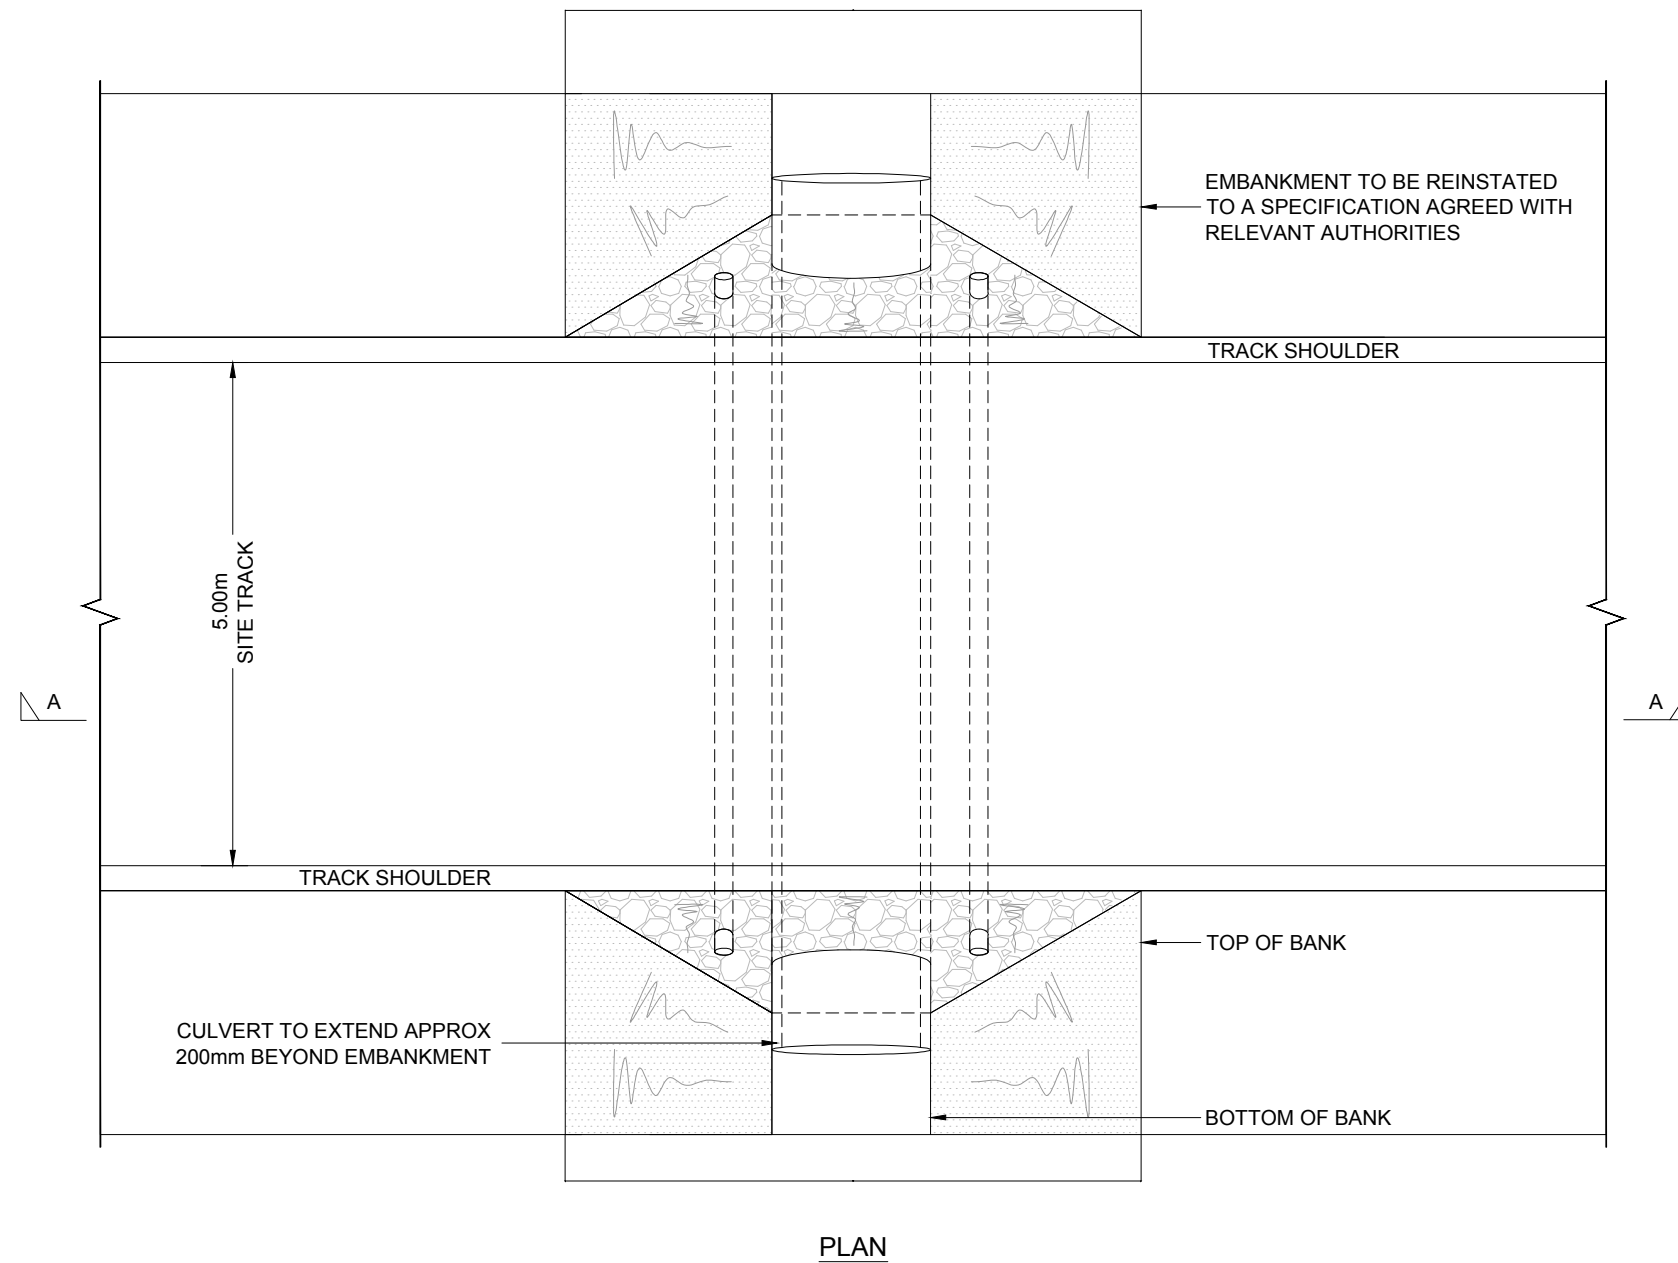 EMBANKMENT TO BE REINSTATED
TO A SPECIFICATION AGREED WITH
RELEVANT AUTHORITIES
TRACK SHOULDER
5.00m
SITE TRACK
A
A
TRACK SHOULDER
TOP OF BANK
CULVERT TO EXTEND APPROX
200mm BEYOND EMBANKMENT
BOTTOM OF BANK
PLAN